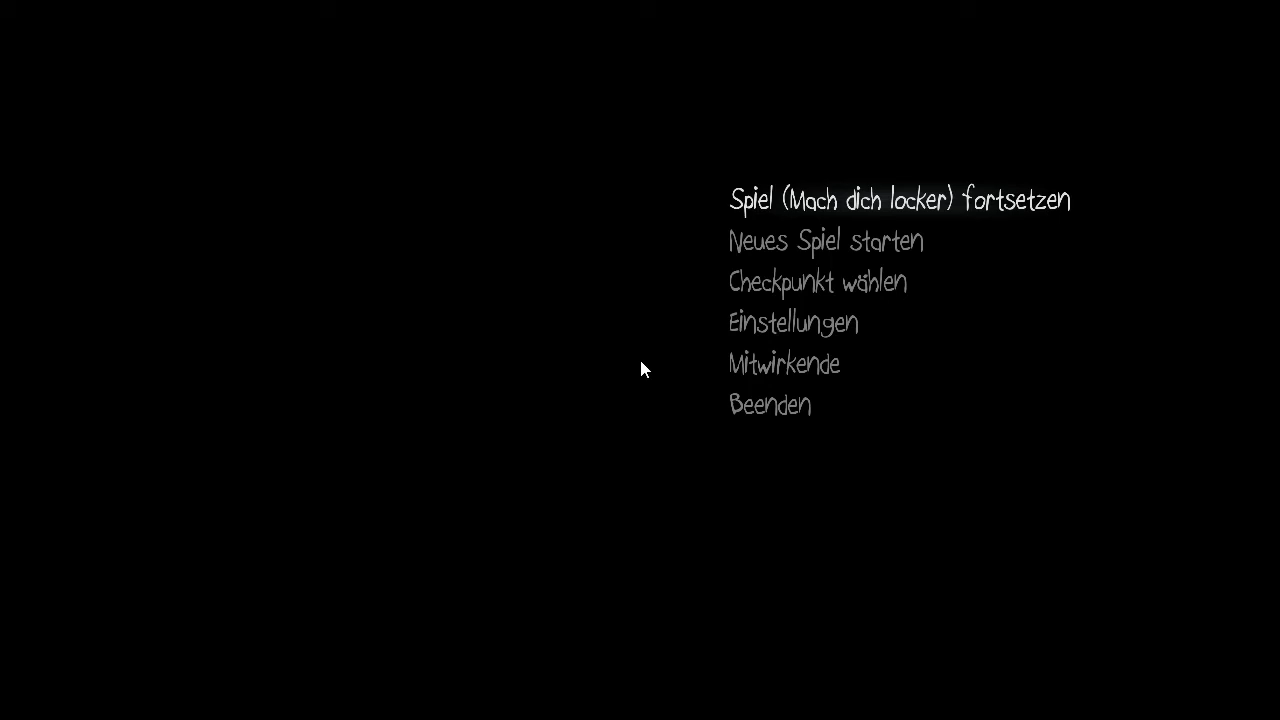 Spiel (Mach dich locker) fortsetzen
Neues Spiel starten
Checkpunkt wählen
Einstellungen
Mitwirkende
Beenden